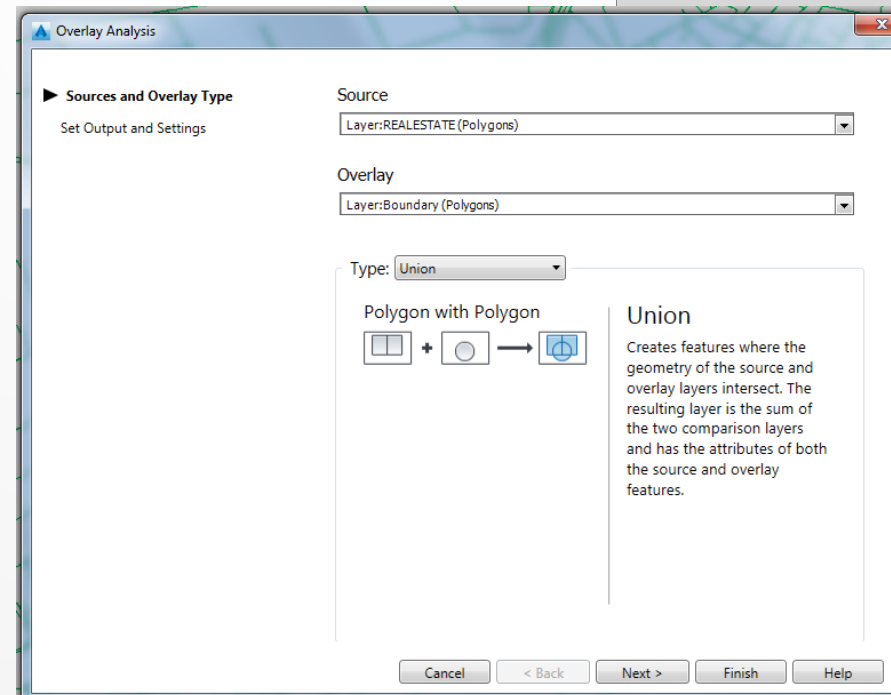 Overlay Analysis
Sources and Overlay Type
Set Output and Settings
Source
Layer:REALESTATE (Polygons)
Overlay
Layer:Boundary (Polygons)
Type: Union
Polygon with Polygon
Union
Creates features where the
geometry of the source and
overlay layers intersect. The
resulting layer is the sum of
the two comparison layers
and has the attributes of both
the source and overlay
features.
Cancel < Back Next > Finish Help